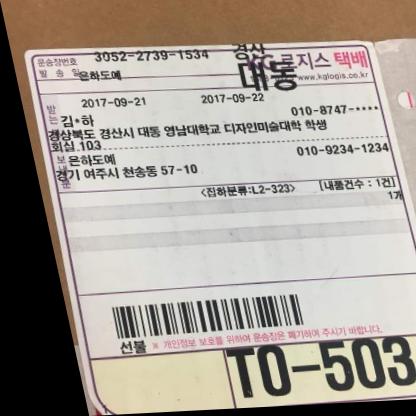 운송장번호 3052-2739-1534 경산
KG로지스 택배
발송일 은하도예 대동 www.kglogis.co.kr
2017-09-21 2017-09-22
받는 김*하 010-8747-****
경상북도 경산시 대동 영남대학교 디자인미술대학 학생
회실 103
보낸분 은하도예 010-9234-1234
경기 여주시 천송동 57-10
<집하분류:L2-323> [내품건수 : 1건]
1개
선불 ※ 개인정보 보호를 위하여 운송장은 폐기하여 주시기 바랍니다.
TO-503